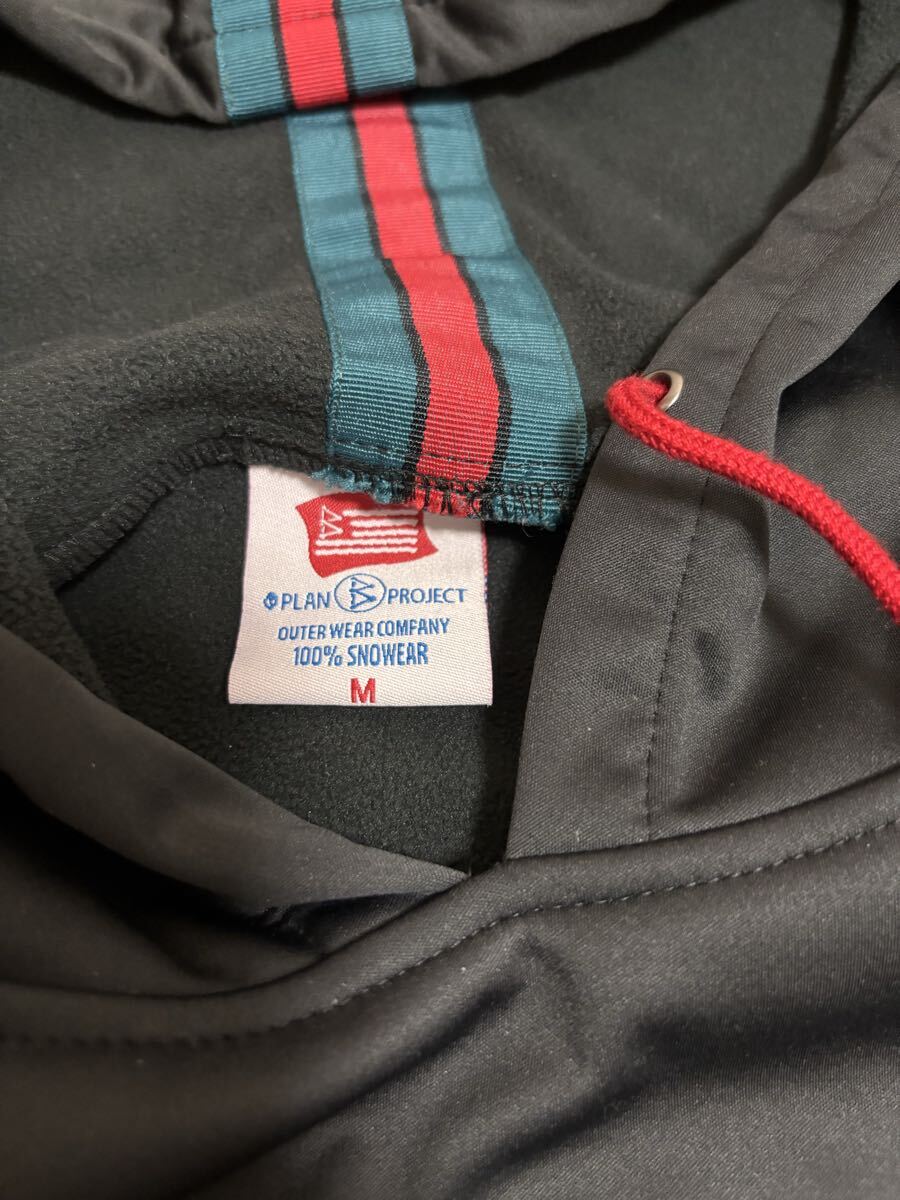 PLAN B PROJECT
OUTER WEAR COMPANY
100% SNOWEAR
M